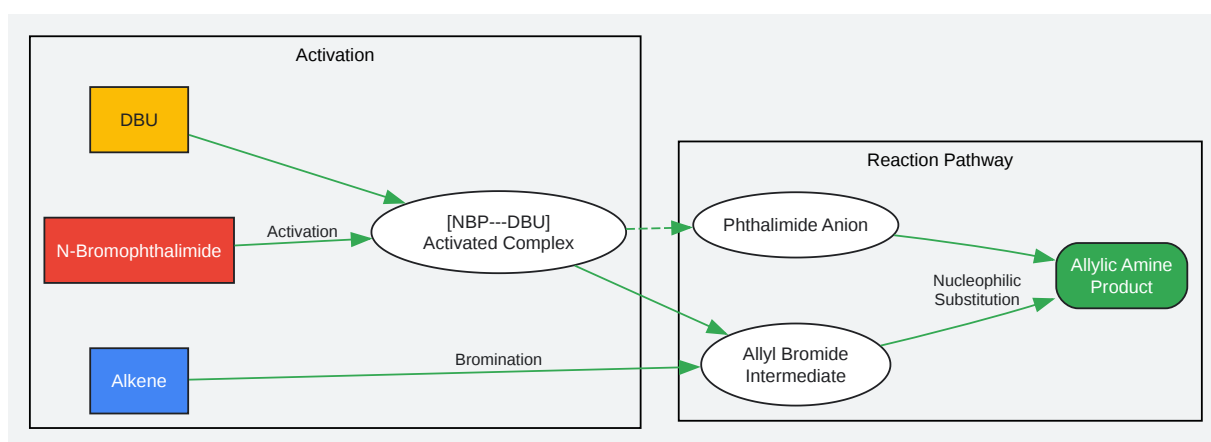 Activation
DBU
N-Bromophthalimide
Activation
[NBP---DBU]
Activated Complex
Alkene
Bromination
Reaction Pathway
Phthalimide Anion
Nucleophilic
Substitution
Allylic Amine
Product
Allyl Bromide
Intermediate